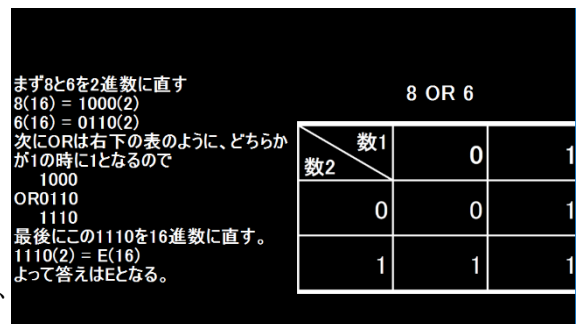 まず8と6を2進数に直す
8(16) = 1000(2)
6(16) = 0110(2)
次にORは右下の表のように、どちらか
が1の時に1となるので
1000
OR0110
1110
最後にこの1110を16進数に直す。
1110(2) = E(16)
よって答えはEとなる。
8 OR 6
数1
数2
0 1
0 0 1
1 1 1
、